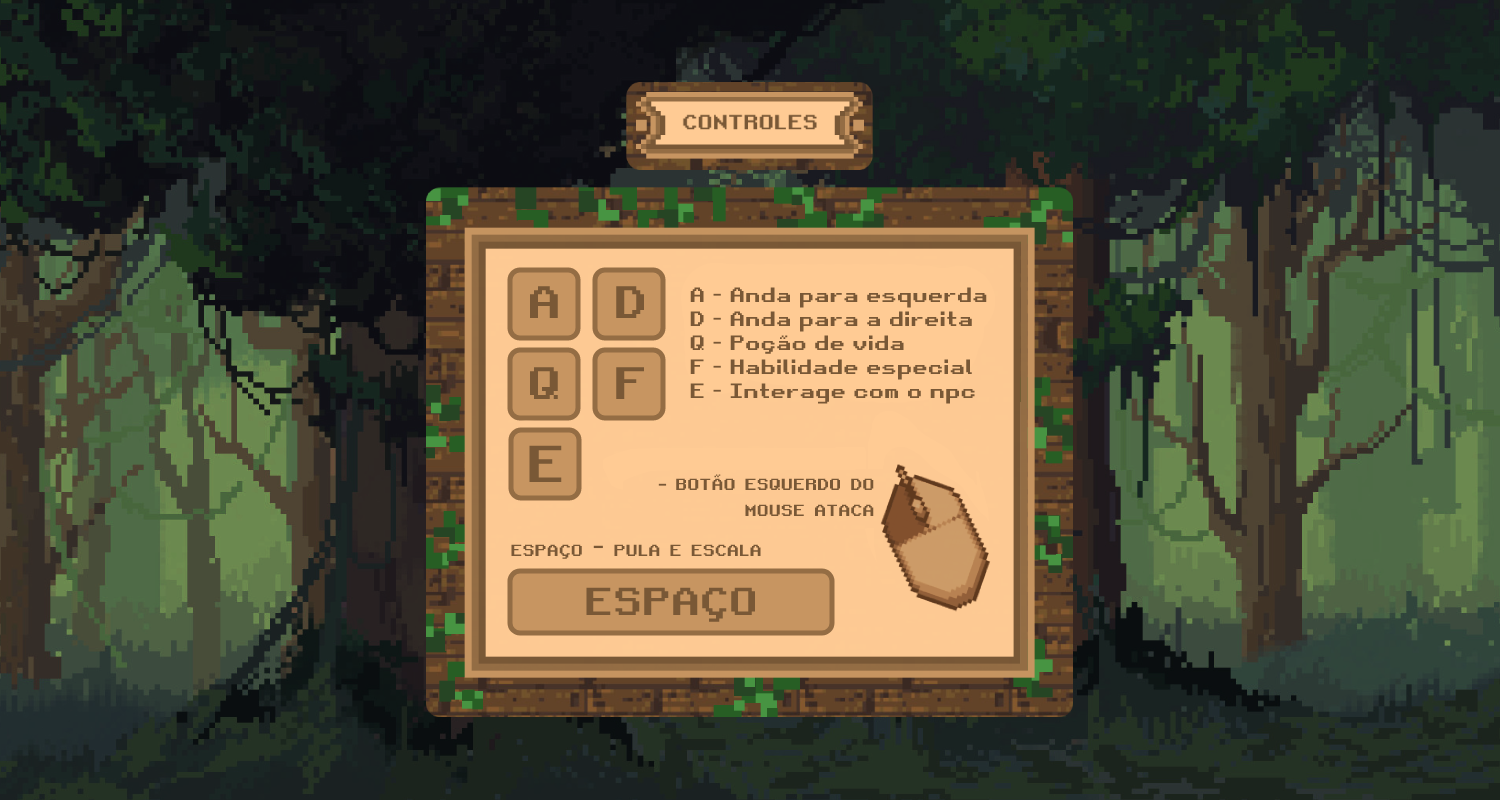 CONTROLES
A D
A - Anda para esquerda
D - Anda para a direita
Q - Poção de vida
F - Habilidade especial
E - Interage com o npc
Q F
E
- BOTÃO ESQUERDO DO
MOUSE ATACA
ESPAÇO - PULA E ESCALA
ESPAÇO